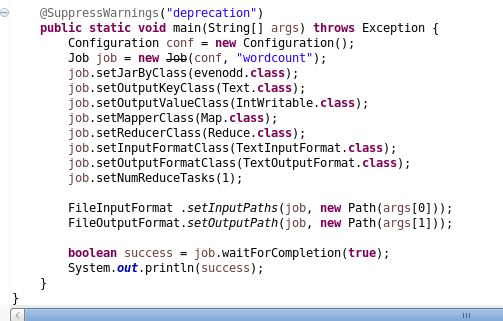 @SuppressWarnings("deprecation")
public static void main(String[] args) throws Exception {
Configuration conf = new Configuration();
Job job = new Job(conf, "wordcount");
job.setJarByClass(evenodd.class);
job.setOutputKeyClass(Text.class);
job.setOutputValueClass(IntWritable.class);
job.setMapperClass(Map.class);
job.setReducerClass(Reduce.class);
job.setInputFormatClass(TextInputFormat.class);
job.setOutputFormatClass(TextOutputFormat.class);
job.setNumReduceTasks(1);
FileInputFormat .setInputPaths(job, new Path(args[0]));
FileOutputFormat.setOutputPath(job, new Path(args[1]));
boolean success = job.waitForCompletion(true);
System.out.println(success);
}
}